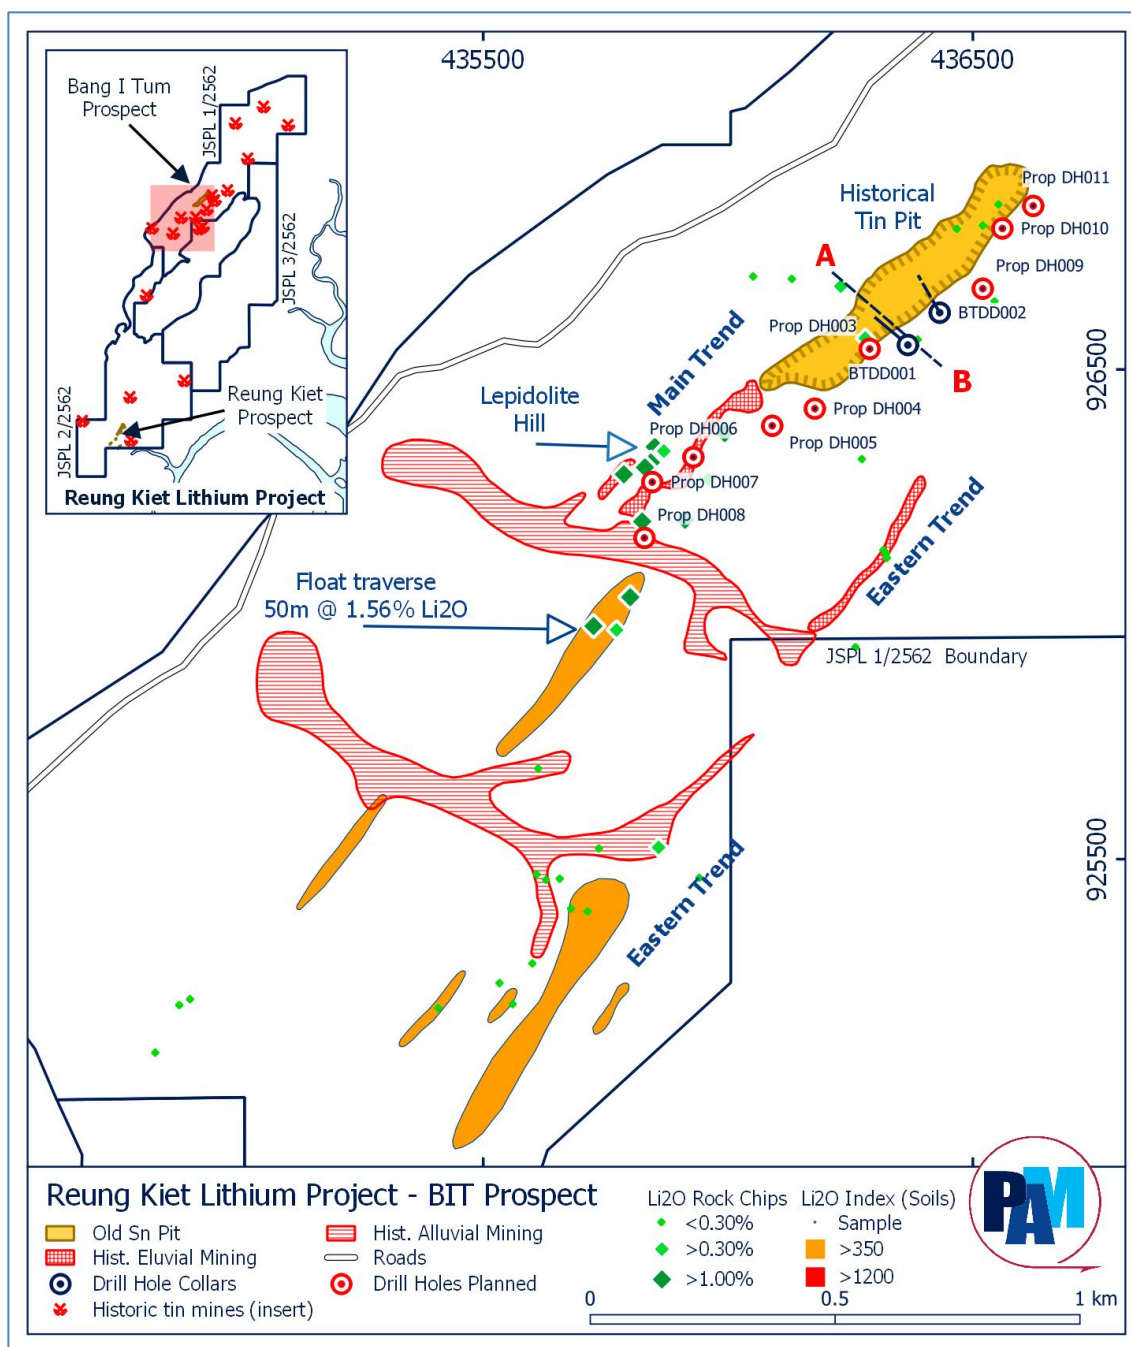 435500
436500
Bang I Tum
Prospect
JSPL 1/2562
JSPL 3/2562
JSPL 2/2562
Reung Kiet
Prospect
Reung Kiet Lithium Project
Historical
Tin Pit
Prop DH011
Prop DH010
Prop DH009
A
BTDD002
Prop DH003
BTDD001
B
926500
Main Trend
Lepidolite
Hill
Prop DH004
Prop DH006
Prop DH005
Prop DH007
Prop DH008
Eastern Trend
Float traverse
50m @ 1.56% Li2O
JSPL 1/2562 Boundary
925500
Eastern Trend
Reung Kiet Lithium Project - BIT Prospect
Old Sn Pit
Hist. Eluvial Mining
Drill Hole Collars
Historic tin mines (insert)
Hist. Alluvial Mining
Roads
Drill Holes Planned
Li2O Rock Chips
<0.30%
>0.30%
>1.00%
Li2O Index (Soils)
Sample
>350
>1200
PAM
0
0.5
1 km